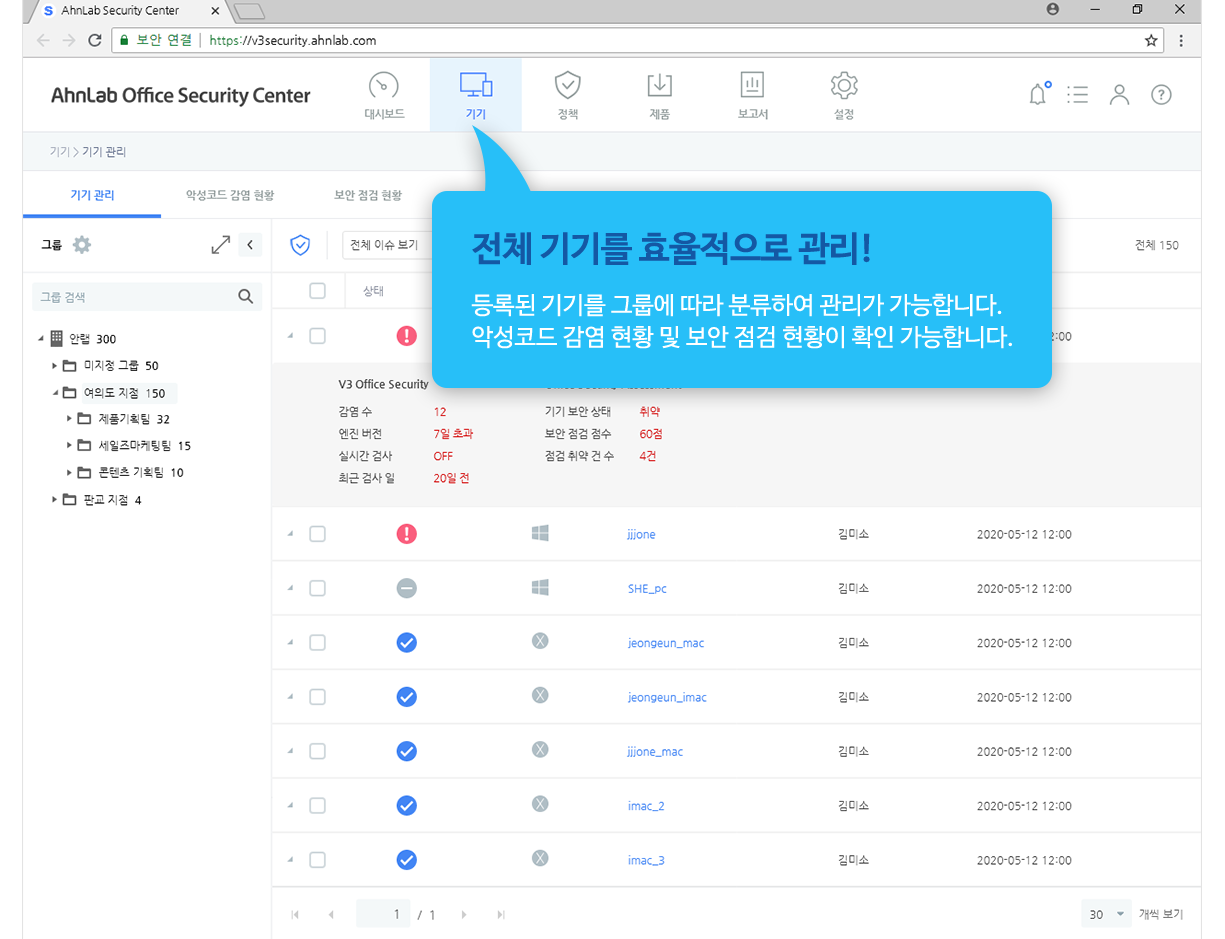 S AhnLab Security Center
보안 연결 | https://v3security.ahnlab.com
AhnLab Office Security Center
대시보드
기기
정책
제품
보고서
설정
기기 > 기기 관리
기기 관리
악성코드 감염 현황
보안 점검 현황
그룹
전체 이슈 보기
전체 150
그룹 검색
상태
안랩 300
미지정 그룹 50
여의도 지점 150
제품기획팀 32
세일즈마케팅팀 15
콘텐츠 기획팀 10
판교 지점 4
전체 기기를 효율적으로 관리!
등록된 기기를 그룹에 따라 분류하여 관리가 가능합니다.
악성코드 감염 현황 및 보안 점검 현황이 확인 가능합니다.
:00
V3 Office Security
감염 수 12
엔진 버전 7일 초과
실시간 검사 OFF
최근 검사 일 20일 전
기기 보안 상태 취약
보안 점검 점수 60점
점검 취약 건 수 4건
jjjone 김미소 2020-05-12 12:00
SHE_pc 김미소 2020-05-12 12:00
jeongeun_mac 김미소 2020-05-12 12:00
jeongeun_imac 김미소 2020-05-12 12:00
jjjone_mac 김미소 2020-05-12 12:00
imac_2 김미소 2020-05-12 12:00
imac_3 김미소 2020-05-12 12:00
1 / 1
30 개씩 보기